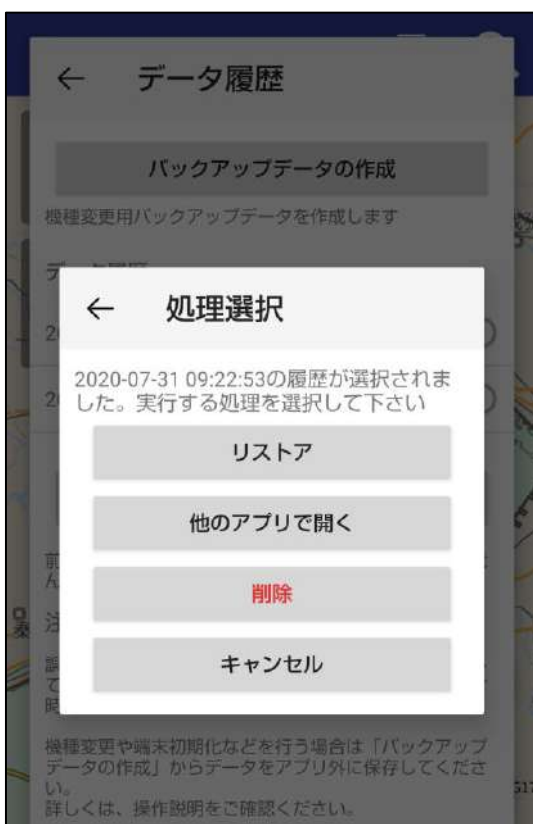 ← データ履歴
バックアップデータの作成
機種変更用バックアップデータを作成します
← 処理選択
2020-07-31 09:22:53の履歴が選択されま
した。実行する処理を選択して下さい
リストア
他のアプリで開く
削除
キャンセル
機種変更や端末初期化などを行う場合は「バックアップ
データの作成」からデータをアプリ外に保存してくださ
い。
詳しくは、操作説明をご確認ください。